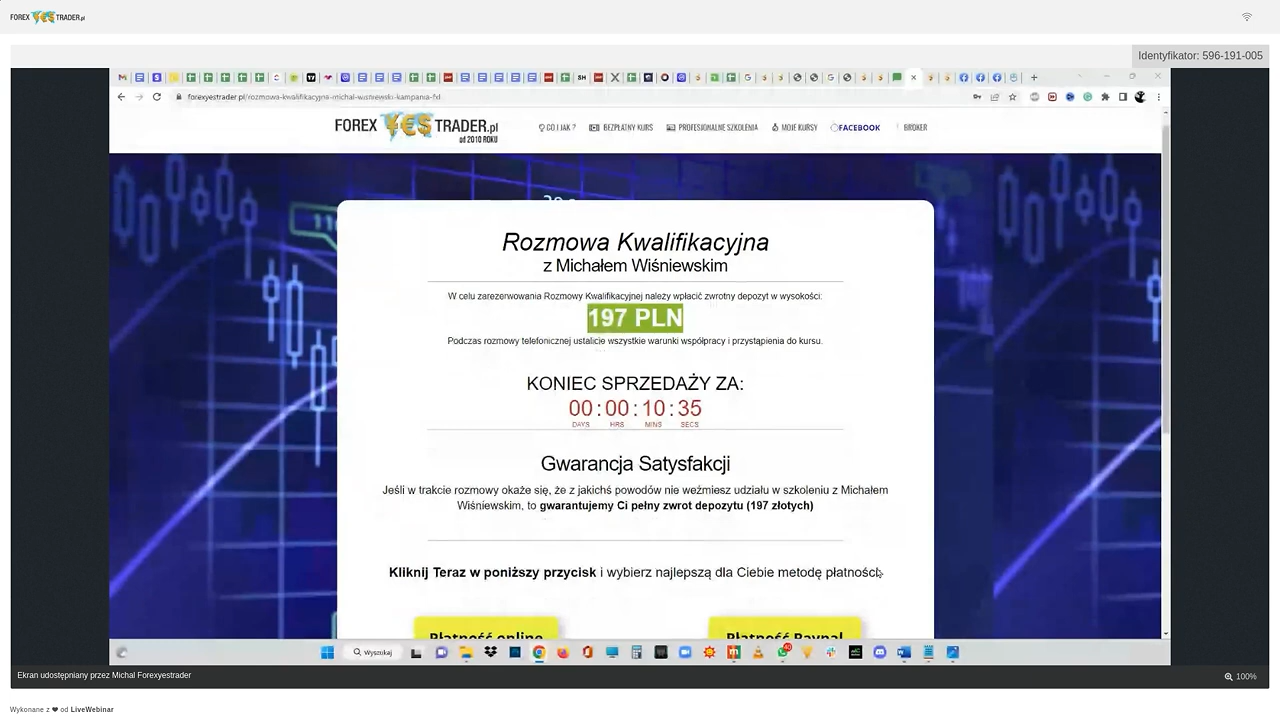 FOREX Y€$ TRADER.pl
Identyfikator: 596-191-005
forexyestrader.pl/rozmowa-kwalifikacyjna-michal-wisniewski-kampania-fxl
FOREX Y€$ TRADER.pl
od 2010 ROKU
CO I JAK ? BEZPŁATNY KURS PROFESJONALNE SZKOLENIA MOJE KURSY FACEBOOK BROKER
Rozmowa Kwalifikacyjna
z Michałem Wiśniewskim
W celu zarezerwowania Rozmowy Kwalifikacyjnej należy wpłacić zwrotny depozyt w wysokości:
197 PLN
Podczas rozmowy telefonicznej ustalicie wszystkie warunki współpracy i przystąpienia do kursu.
KONIEC SPRZEDAŻY ZA:
00 : 00 : 10 : 35
DAYS HRS MINS SECS
Gwarancja Satysfakcji
Jeśli w trakcie rozmowy okaże się, że z jakichś powodów nie weźmiesz udziału w szkoleniu z Michałem
Wiśniewskim, to gwarantujemy Ci pełny zwrot depozytu (197 złotych)
Kliknij Teraz w poniższy przycisk i wybierz najlepszą dla Ciebie metodę płatności.
Płatność online Płatność Paypal
Wyszukaj
Ekran udostępniany przez Michal Forexyestrader
100%
Wykonane z ❤ od LiveWebinar